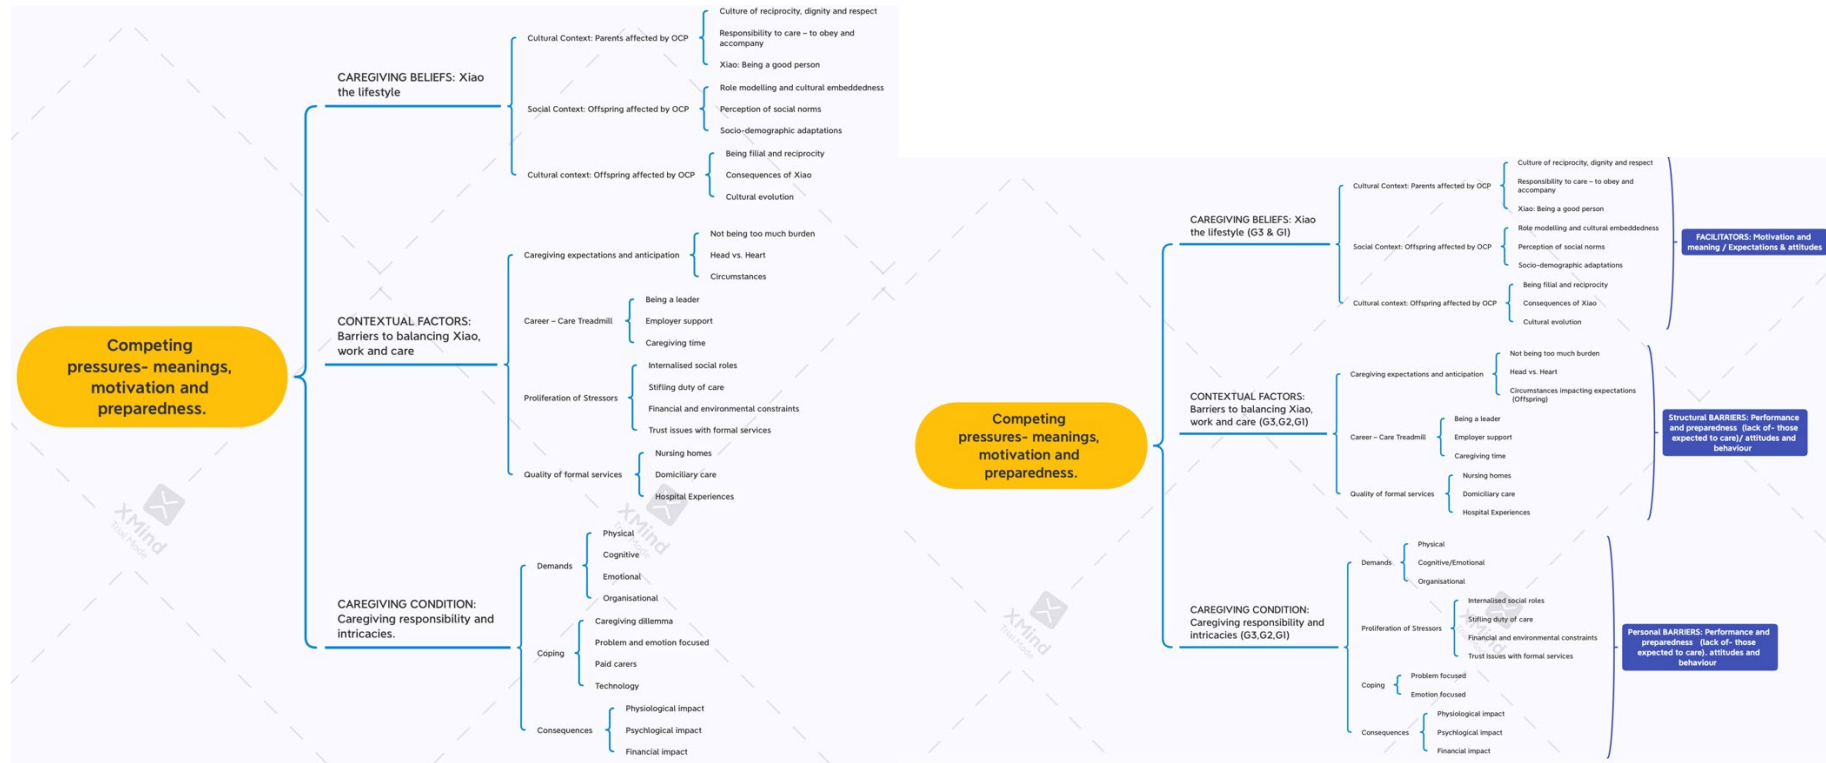 Competing
pressures- meanings,
motivation and
preparedness.
CAREGIVING BELIEFS: Xiao
the lifestyle
Cultural Context: Parents affected by OCP
Culture of reciprocity, dignity and respect
Responsibility to care – to obey and
accompany
Xiao: Being a good person
Social Context: Offspring affected by OCP
Role modelling and cultural embeddedness
Perception of social norms
Socio-demographic adaptations
Cultural context: Offspring affected by OCP
Being filial and reciprocity
Consequences of Xiao
Cultural evolution
CONTEXTUAL FACTORS:
Barriers to balancing Xiao,
work and care
Caregiving expectations and anticipation
Not being too much burden
Head vs. Heart
Circumstances
Career – Care Treadmill
Being a leader
Employer support
Caregiving time
Proliferation of Stressors
Internalised social roles
Stifling duty of care
Financial and environmental constraints
Trust issues with formal services
Quality of formal services
Nursing homes
Domiciliary care
Hospital Experiences
CAREGIVING CONDITION:
Caregiving responsibility and
intricacies.
Demands
Physical
Cognitive
Emotional
Organisational
Coping
Caregiving dilemma
Problem and emotion focused
Paid carers
Technology
Consequences
Physiological impact
Psychlogical impact
Financial impact
XMind
Trial Mode
XMind
Trial Mode
Competing
pressures- meanings,
motivation and
preparedness.
CAREGIVING BELIEFS: Xiao
the lifestyle (G3 & GI)
Cultural Context: Parents affected by OCP
Culture of reciprocity, dignity and respect
Responsibility to care – to obey and
accompany
Xiao: Being a good person
Social Context: Offspring affected by OCP
Role modelling and cultural embeddedness
Perception of social norms
Socio-demographic adaptations
Cultural context: Offspring affected by OCP
Being filial and reciprocity
Consequences of Xiao
Cultural evolution
FACILITATORS: Motivation and
meaning / Expectations & attitudes
CONTEXTUAL FACTORS:
Barriers to balancing Xiao,
work and care (G3,G2,GI)
Caregiving expectations and anticipation
Not being too much burden
Head vs. Heart
Circumstances impacting expectations
(Offspring)
Career – Care Treadmill
Being a leader
Employer support
Caregiving time
Quality of formal services
Nursing homes
Domiciliary care
Hospital Experiences
Structural BARRIERS: Performance
and preparedness (lack of- those
expected to care)/ attitudes and
behaviour
CAREGIVING CONDITION:
Caregiving responsibility and
intricacies (G3,G2,GI)
Demands
Physical
Cognitive/Emotional
Organisational
Proliferation of Stressors
Internalised social roles
Stifling duty of care
Financial and environmental constraints
Trust issues with formal services
Coping
Problem focused
Emotion focused
Consequences
Physiological impact
Psychlogical impact
Financial impact
Personal BARRIERS: Performance and
preparedness (lack of- those
expected to care). attitudes and
behaviour
XMind
Trial Mode
XMind
Trial Mode